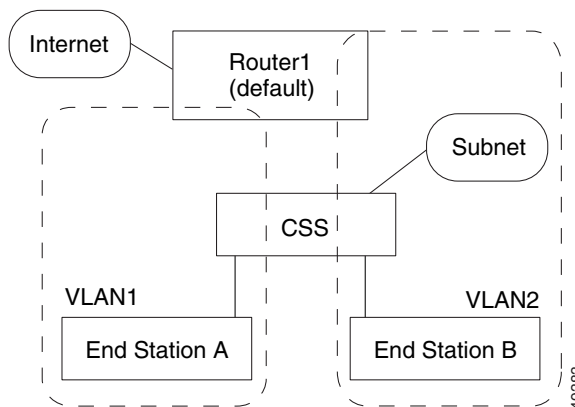 Internet
Router1
(default)
Subnet
CSS
VLAN1
VLAN2
End Station A
End Station B